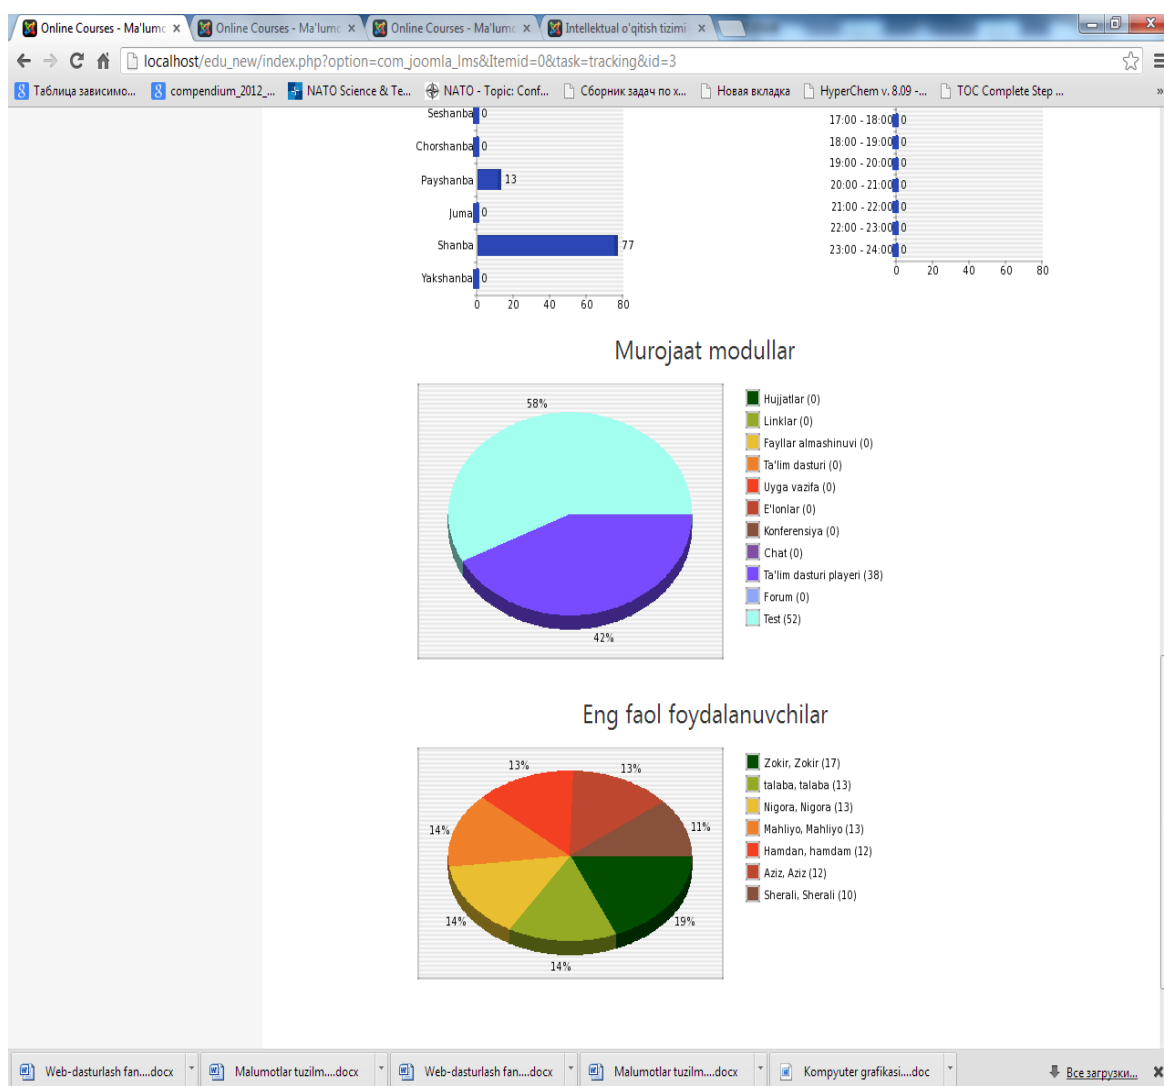 Online Courses - Ma'lumc
Online Courses - Ma'lumc
Online Courses - Ma'lumc
Intellektual o'qitish tizimi
localhost/edu_new/index.php?option=com_joomla_lms&Itemid=0&task=tracking&id=3
Таблица зависимо...
compendium_2012_...
NATO Science & Te...
NATO - Topic: Conf...
Сборник задач по х...
Новая вкладка
HyperChem v. 8.09 -...
TOC Complete Step ...
»
Seshanba 0
Chorshanba 0
Payshanba 13
Juma 0
Shanba 77
Yakshanba 0
0 20 40 60 80
17:00 - 18:00 0
18:00 - 19:00 0
19:00 - 20:00 0
20:00 - 21:00 0
21:00 - 22:00 0
22:00 - 23:00 0
23:00 - 24:00 0
0 20 40 60 80
Murojaat modullar
58%
42%
Hujjatlar (0)
Linklar (0)
Fayllar almashinuvi (0)
Ta'lim dasturi (0)
Uyga vazifa (0)
E'lonlar (0)
Konferensiya (0)
Chat (0)
Ta'lim dasturi playeri (38)
Forum (0)
Test (52)
Eng faol foydalanuvchilar
13%
13%
14%
11%
14%
19%
14%
Zokir, Zokir (17)
talaba, talaba (13)
Nigora, Nigora (13)
Mahliyo, Mahliyo (13)
Hamdan, hamdam (12)
Aziz, Aziz (12)
Sherali, Sherali (10)
Web-dasturlash fan....docx
Malumotlar tuzilm....docx
Web-dasturlash fan....docx
Malumotlar tuzilm....docx
Kompyuter grafikasi....doc
Все загрузки...